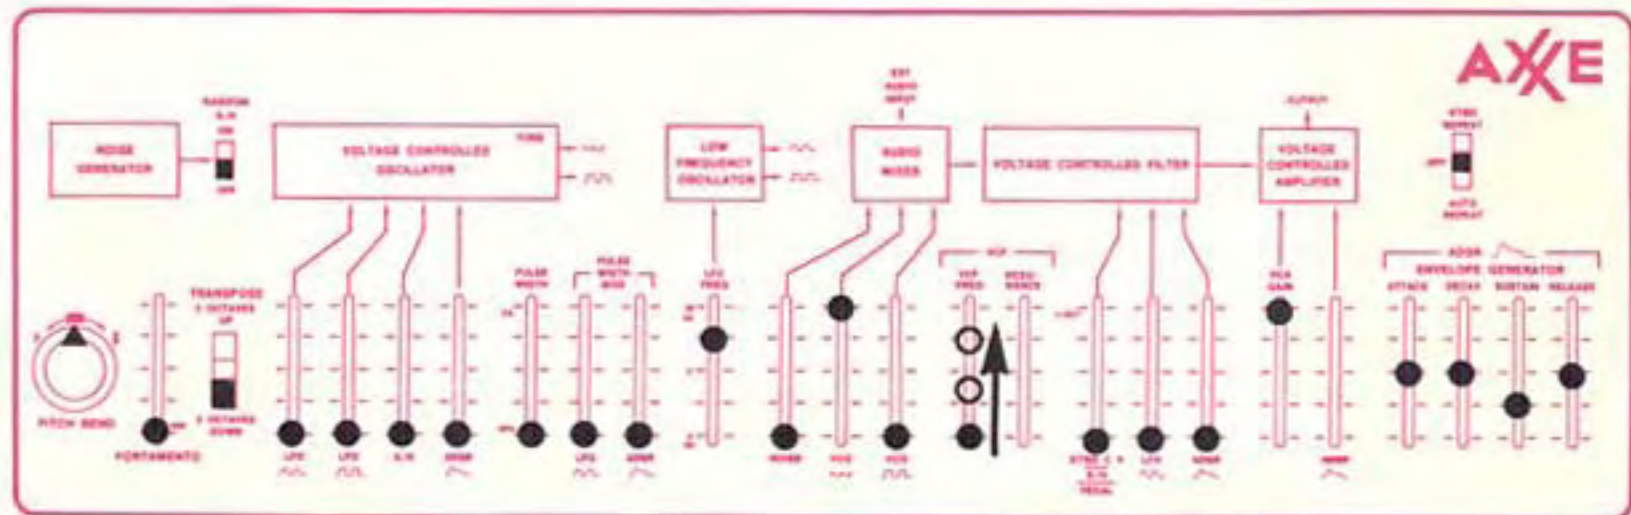 AXXE
NOISE
GENERATOR
RANDOM
S/H
ON
OFF
VOLTAGE CONTROLLED
OSCILLATOR
LOW
FREQUENCY
OSCILLATOR
EXT
AUDIO
INPUT
AUDIO
MIXER
VOLTAGE CONTROLLED FILTER
OUTPUT
VOLTAGE
CONTROLLED
AMPLIFIER
KYBD
REPEAT
OFF
AUTO
REPEAT
PITCH BEND
PORTAMENTO
TRANSPOSE
2 OCTAVES
UP
2 OCTAVES
DOWN
LFO
LFO
S/H
ADSR
PULSE
WIDTH
50%
PULSE
WIDTH
MOD
LFO
ADSR
LFO
FREQ
NOISE
VCO
VCO
VCF
VCF
FREQ
RESO-
NANCE
S/H
PEDAL
LFO
ADSR
VCA
GAIN
ADSR
ADSR
ENVELOPE GENERATOR
ATTACK
DECAY
SUSTAIN
RELEASE